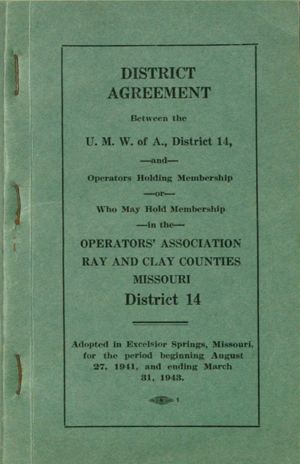 DISTRICT
AGREEMENT
Between the
U. M. W. of A., District 14,
—and—
Operators Holding Membership
—or—
Who May Hold Membership
—in the—
OPERATORS' ASSOCIATION
RAY AND CLAY COUNTIES
MISSOURI
District 14
Adopted in Excelsior Springs, Missouri,
for the period beginning August
27, 1941, and ending March
31, 1943.